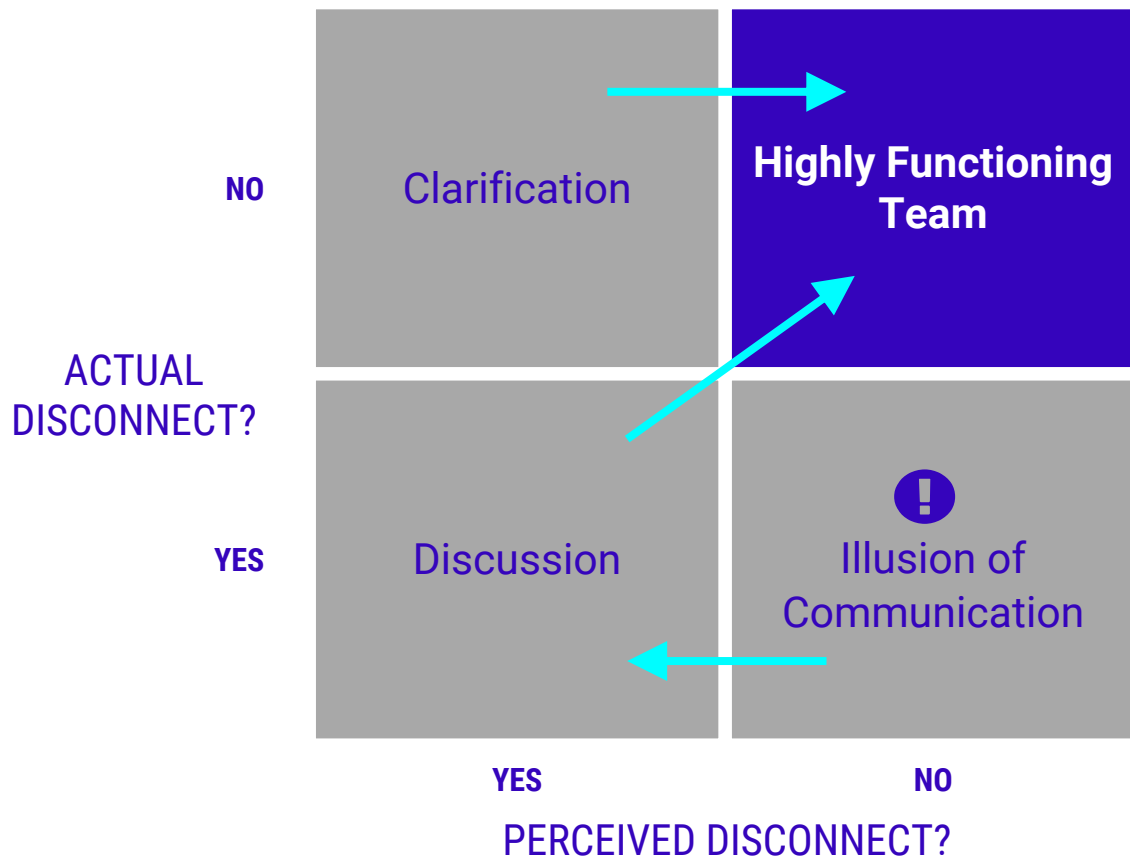 NO
Clarification
Highly Functioning
Team
ACTUAL
DISCONNECT?
YES
Discussion
!
Illusion of
Communication
YES
NO
PERCEIVED DISCONNECT?